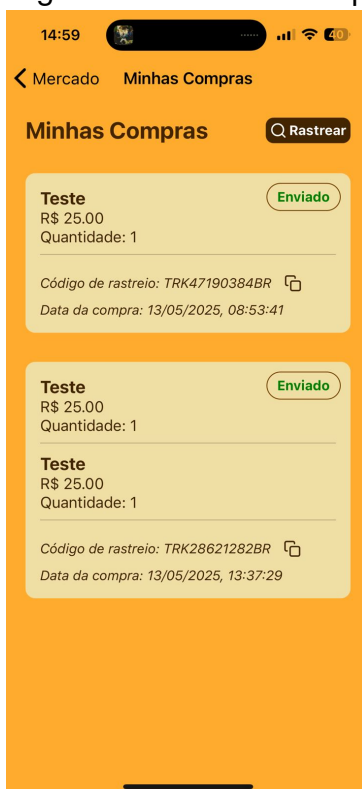 14:59
40
Mercado Minhas Compras
Minhas Compras
Rastrear
Teste
Enviado
R$ 25.00
Quantidade: 1
Código de rastreio: TRK47190384BR
Data da compra: 13/05/2025, 08:53:41
Teste
Enviado
R$ 25.00
Quantidade: 1
Teste
R$ 25.00
Quantidade: 1
Código de rastreio: TRK28621282BR
Data da compra: 13/05/2025, 13:37:29